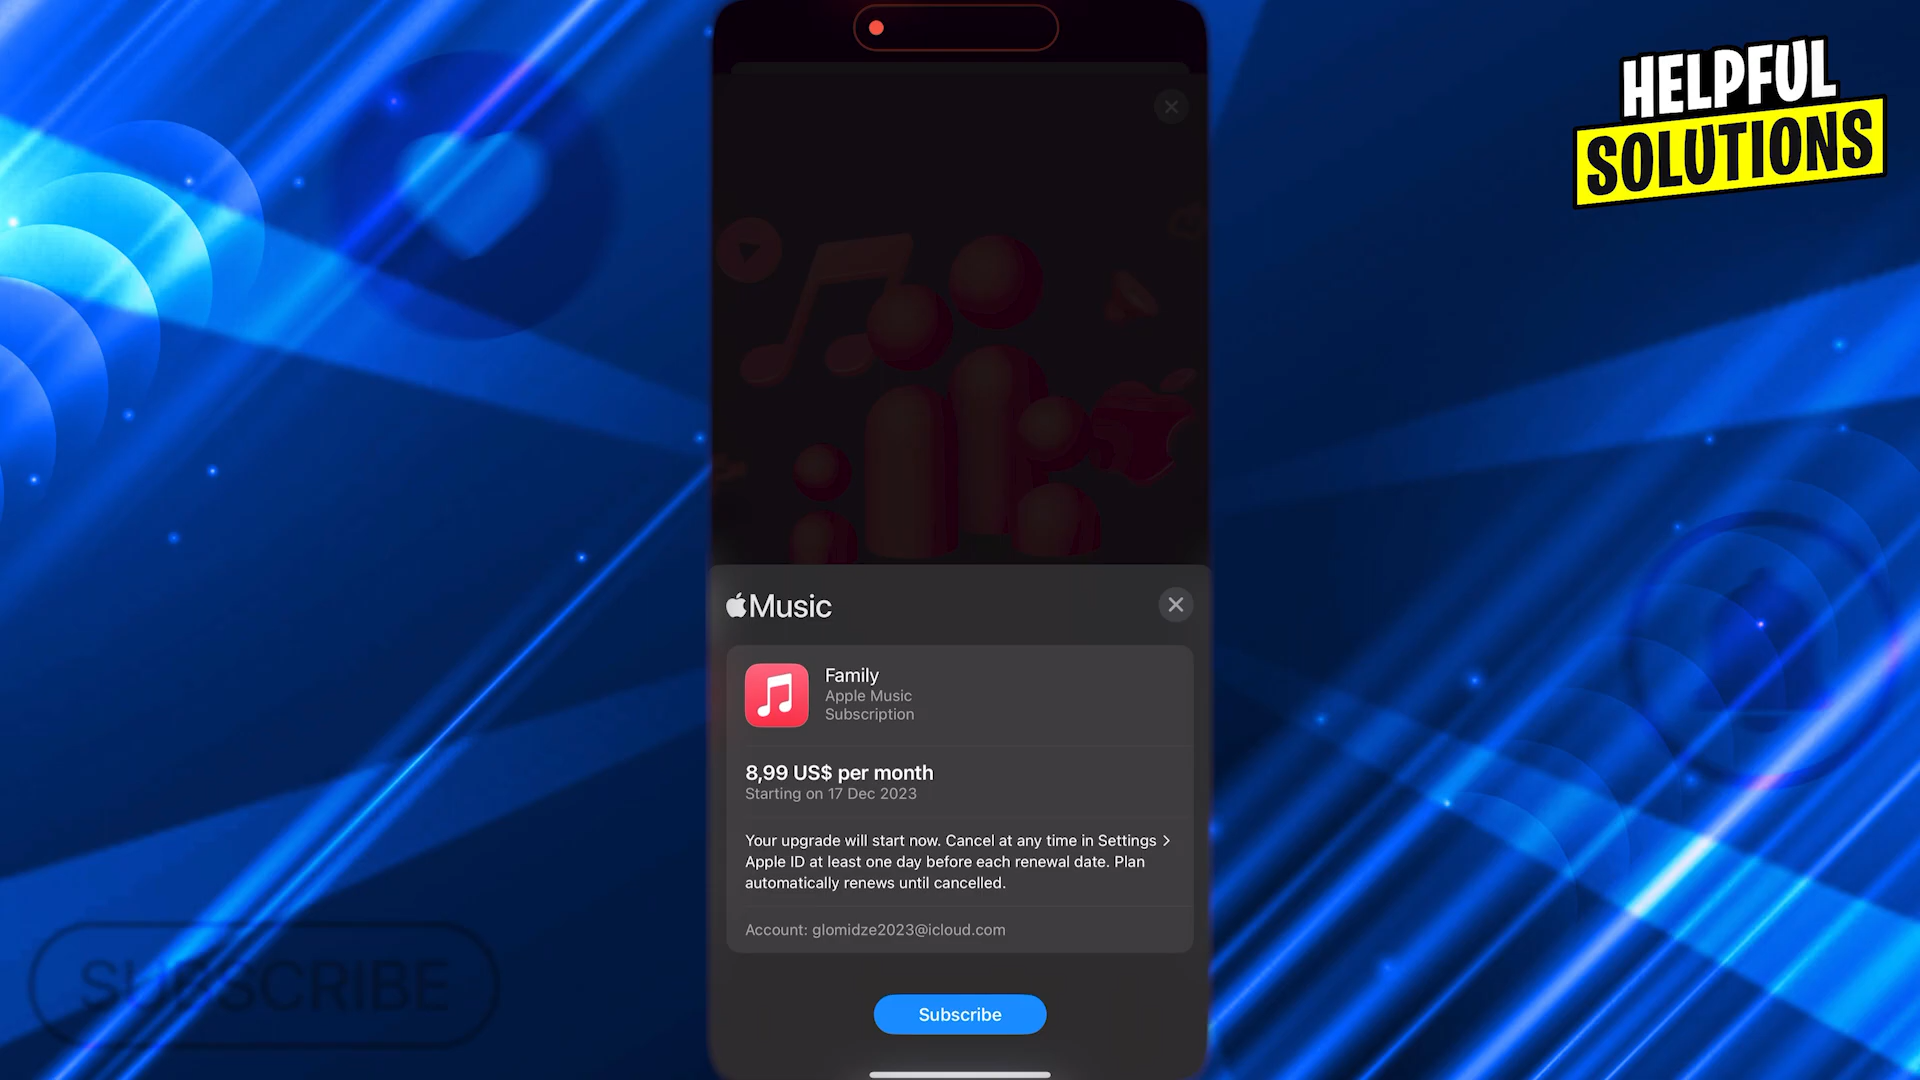 HELPFUL
SOLUTIONS
Music
Family
Apple Music
Subscription
8,99 US$ per month
Starting on 17 Dec 2023
Your upgrade will start now. Cancel at any time in Settings >
Apple ID at least one day before each renewal date. Plan
automatically renews until cancelled.
Account: glomidze2023@icloud.com
Subscribe
SUBSCRIBE